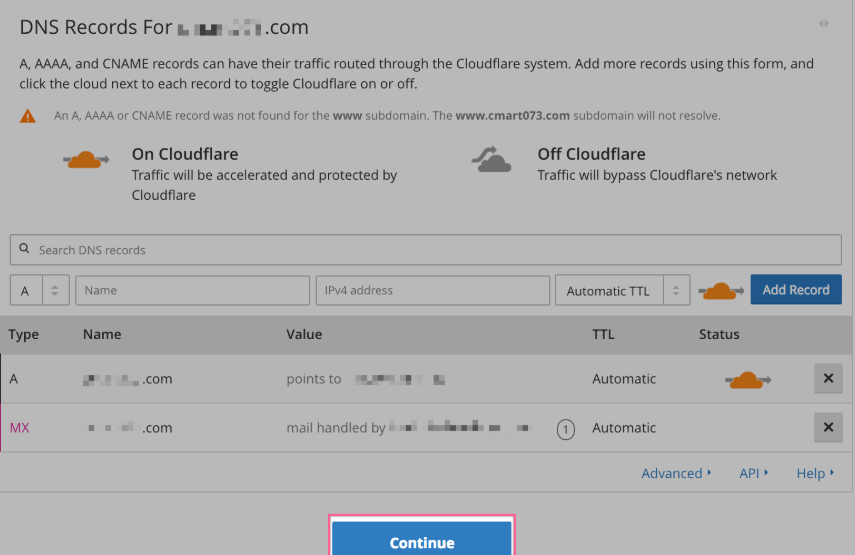 DNS Records For .com
A, AAAA, and CNAME records can have their traffic routed through the Cloudflare system. Add more records using this form, and
click the cloud next to each record to toggle Cloudflare on or off.
An A, AAAA or CNAME record was not found for the www subdomain. The www.cmart073.com subdomain will not resolve.
On Cloudflare
Traffic will be accelerated and protected by
Cloudflare
Off Cloudflare
Traffic will bypass Cloudflare's network
Search DNS records
A Name IPv4 address Automatic TTL Add Record
Type Name Value TTL Status
A .com points to Automatic
MX .com mail handled by 1 Automatic
Advanced API Help
Continue